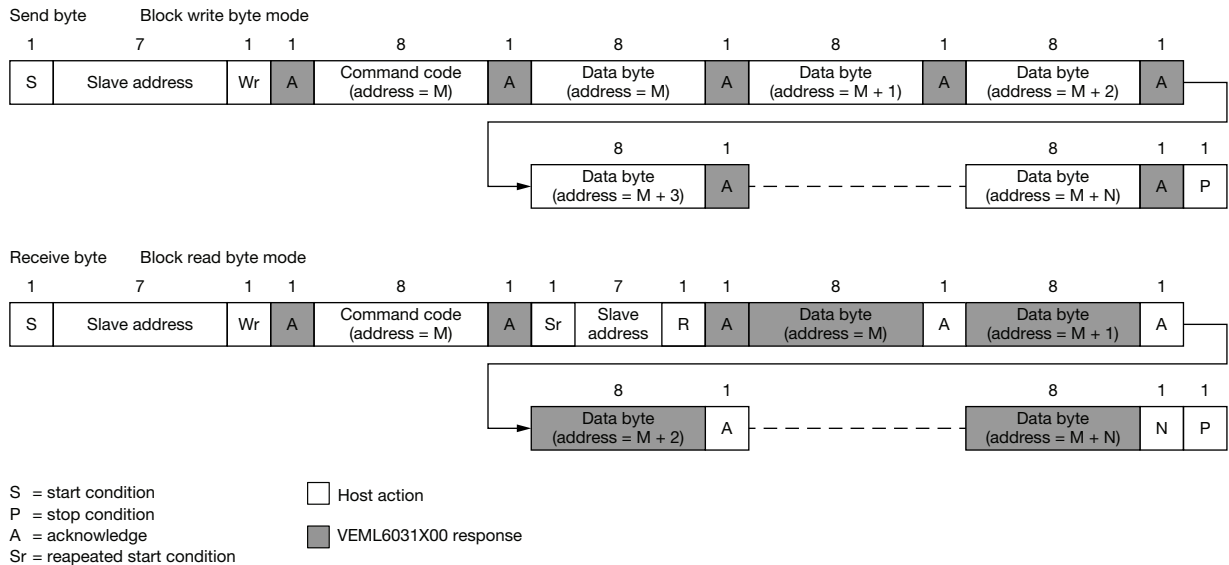 Send byte Block write byte mode
1 7 1 1 8 1 8 1 8 1 8 1
S Slave address Wr A Command code (address = M) A Data byte (address = M) A Data byte (address = M + 1) A Data byte (address = M + 2) A
8 1 8 1 1
Data byte (address = M + 3) A Data byte (address = M + N) A P
Receive byte Block read byte mode
1 7 1 1 8 1 1 7 1 1 8 1 8 1
S Slave address Wr A Command code (address = M) A Sr Slave address R A Data byte (address = M) A Data byte (address = M + 1) A
8 1 8 1 1
Data byte (address = M + 2) A Data byte (address = M + N) N P
S = start condition
P = stop condition
A = acknowledge
Sr = reapeated start condition
Host action
VEML6031X00 response